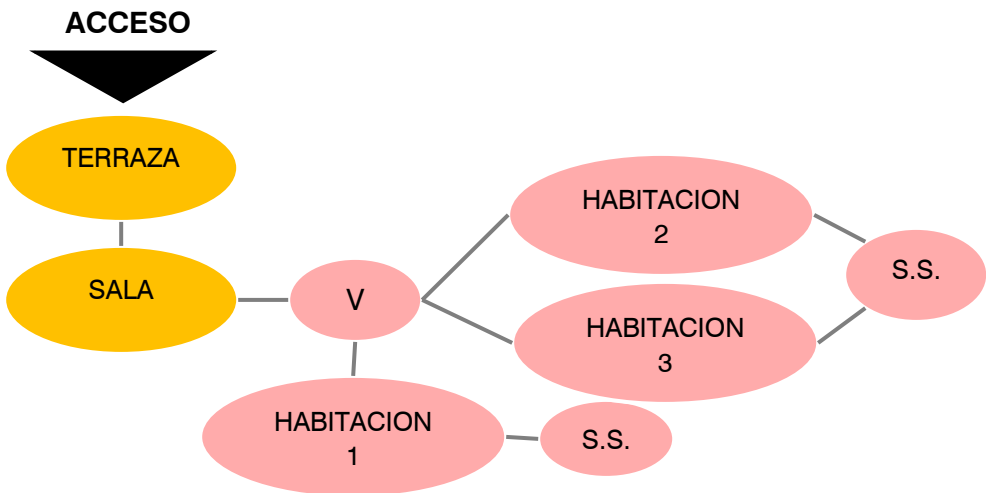 ACCESO
TERRAZA
SALA
V
HABITACION
2
HABITACION
3
S.S.
HABITACION
1
S.S.